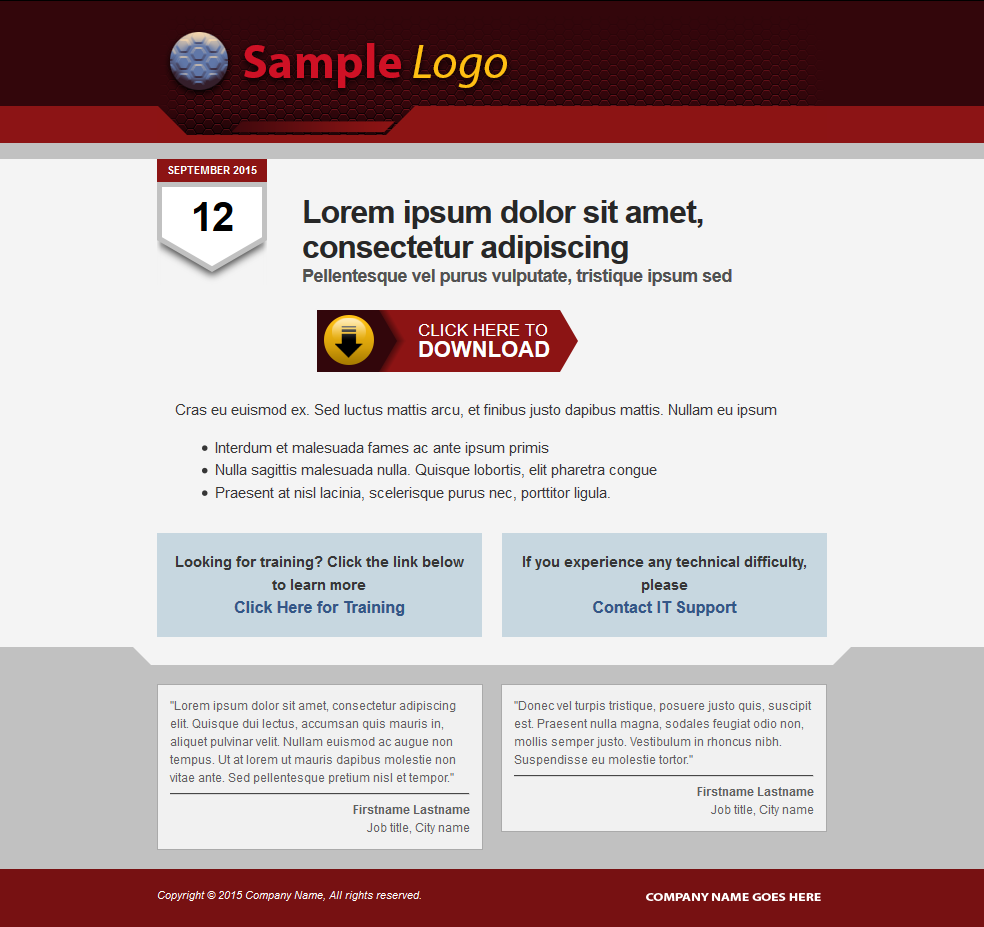 Sample Logo
SEPTEMBER 2015
12
Lorem ipsum dolor sit amet,
consectetur adipiscing
Pellentesque vel purus vulputate, tristique ipsum sed
CLICK HERE TO
DOWNLOAD
Cras eu euismod ex. Sed luctus mattis arcu, et finibus justo dapibus mattis. Nullam eu ipsum
• Interdum et malesuada fames ac ante ipsum primis
• Nulla sagittis malesuada nulla. Quisque lobortis, elit pharetra congue
• Praesent at nisl lacinia, scelerisque purus nec, porttitor ligula.
Looking for training? Click the link below
to learn more
Click Here for Training
If you experience any technical difficulty,
please
Contact IT Support
"Lorem ipsum dolor sit amet, consectetur adipiscing
elit. Quisque dui lectus, accumsan quis mauris in,
aliquet pulvinar velit. Nullam euismod ac augue non
tempus. Ut at lorem ut mauris dapibus molestie non
vitae ante. Sed pellentesque pretium nisl et tempor."
Firstname Lastname
Job title, City name
"Donec vel turpis tristique, posuere justo quis, suscipit
est. Praesent nulla magna, sodales feugiat odio non,
mollis semper justo. Vestibulum in rhoncus nibh.
Suspendisse eu molestie tortor."
Firstname Lastname
Job title, City name
Copyright © 2015 Company Name, All rights reserved.
COMPANY NAME GOES HERE